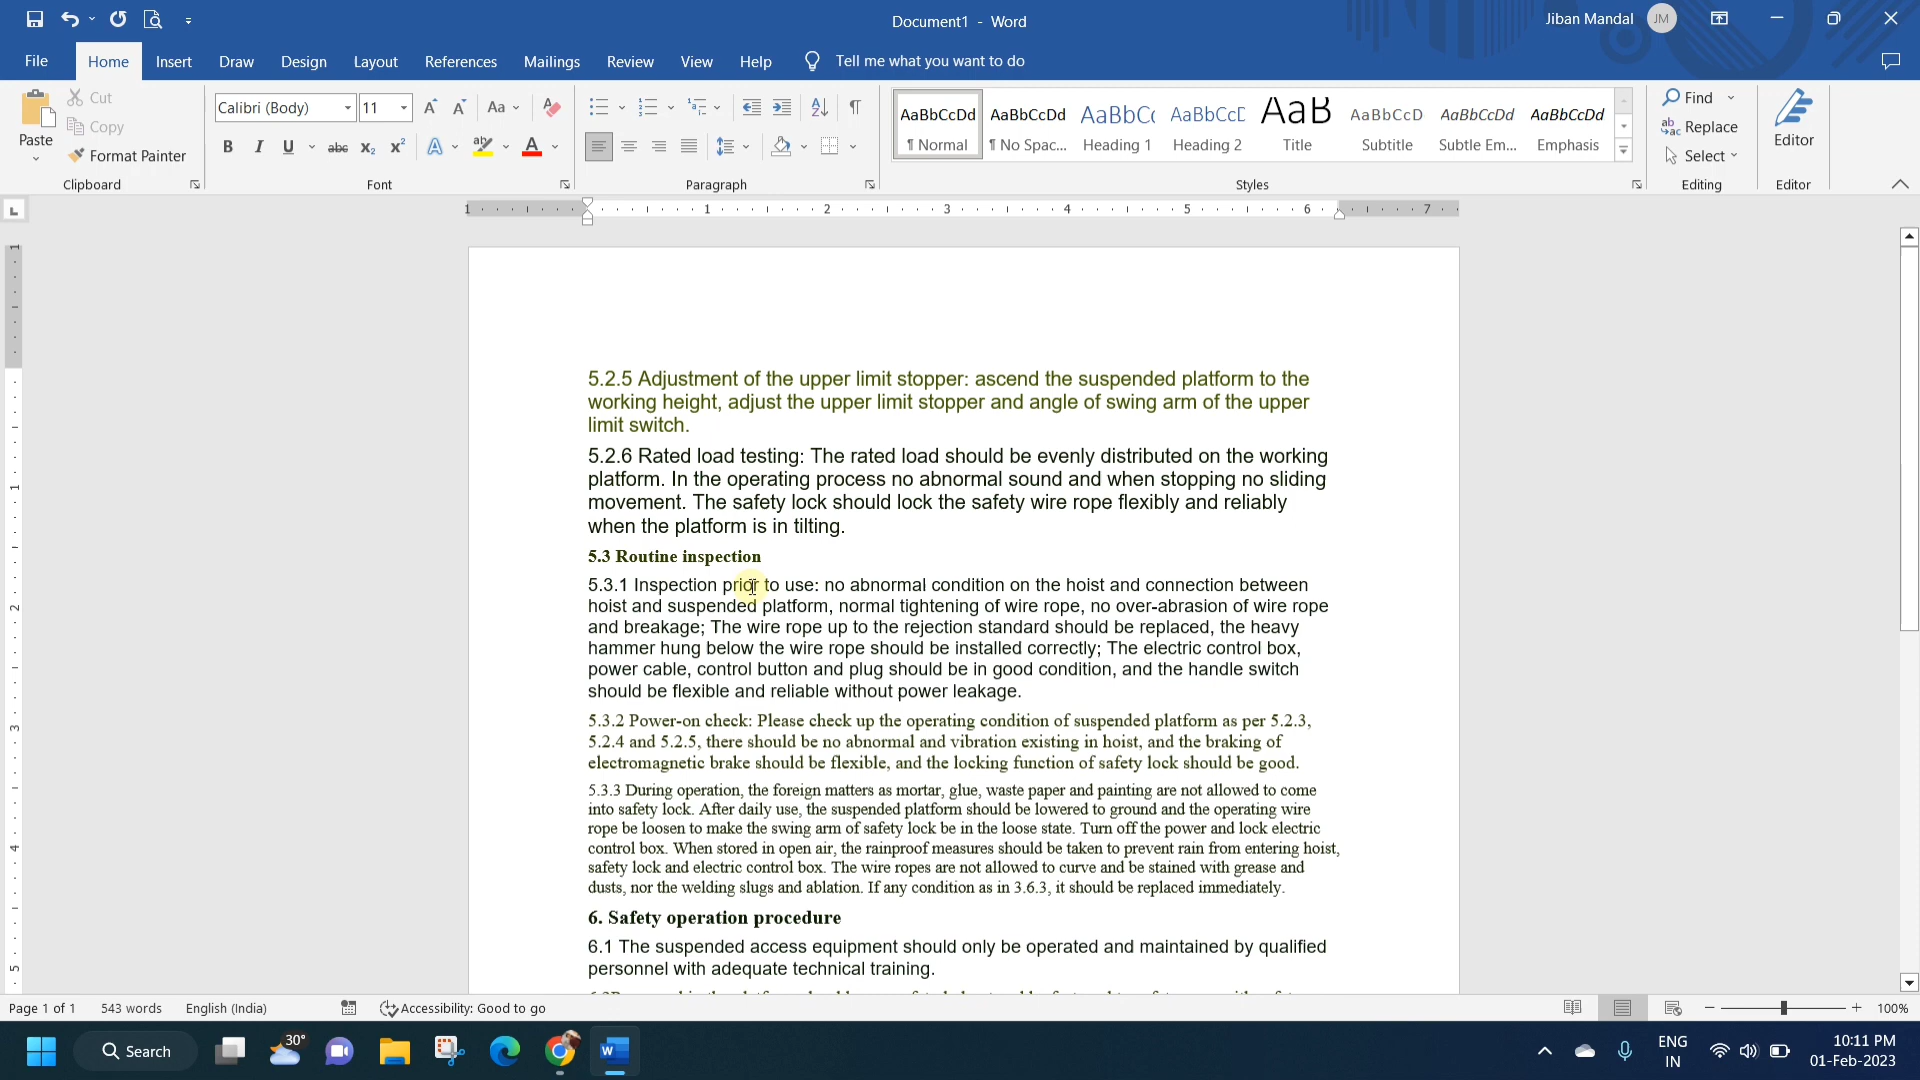 Document1 - Word
Jiban Mandal JM
File Home Insert Draw Design Layout References Mailings Review View Help Tell me what you want to do
Paste
Cut
Copy
Format Painter
Clipboard
Calibri (Body) 11
Font
Paragraph
AaBbCcDd AaBbCcDd AaBbCc AaBbCcD AaB AaBbCcD AaBbCcDd AaBbCcDd
¶ Normal ¶ No Spac... Heading 1 Heading 2 Title Subtitle Subtle Em... Emphasis
Styles
Find
Replace
Select
Editing
Editor
Editor
1 1 2 3 4 5 6 7
5.2.5 Adjustment of the upper limit stopper: ascend the suspended platform to the
working height, adjust the upper limit stopper and angle of swing arm of the upper
limit switch.
5.2.6 Rated load testing: The rated load should be evenly distributed on the working
platform. In the operating process no abnormal sound and when stopping no sliding
movement. The safety lock should lock the safety wire rope flexibly and reliably
when the platform is in tilting.
5.3 Routine inspection
5.3.1 Inspection prior to use: no abnormal condition on the hoist and connection between
hoist and suspended platform, normal tightening of wire rope, no over-abrasion of wire rope
and breakage; The wire rope up to the rejection standard should be replaced, the heavy
hammer hung below the wire rope should be installed correctly; The electric control box,
power cable, control button and plug should be in good condition, and the handle switch
should be flexible and reliable without power leakage.
5.3.2 Power-on check: Please check up the operating condition of suspended platform as per 5.2.3,
5.2.4 and 5.2.5, there should be no abnormal and vibration existing in hoist, and the braking of
electromagnetic brake should be flexible, and the locking function of safety lock should be good.
5.3.3 During operation, the foreign matters as mortar, glue, waste paper and painting are not allowed to come
into safety lock. After daily use, the suspended platform should be lowered to ground and the operating wire
rope be loosen to make the swing arm of safety lock be in the loose state. Turn off the power and lock electric
control box. When stored in open air, the rainproof measures should be taken to prevent rain from entering hoist,
safety lock and electric control box. The wire ropes are not allowed to curve and be stained with grease and
dusts, nor the welding slugs and ablation. If any condition as in 3.6.3, it should be replaced immediately.
6. Safety operation procedure
6.1 The suspended access equipment should only be operated and maintained by qualified
personnel with adequate technical training.
Page 1 of 1 543 words English (India) Accessibility: Good to go 100%
Search 30° ENG
IN
10:11 PM
01-Feb-2023